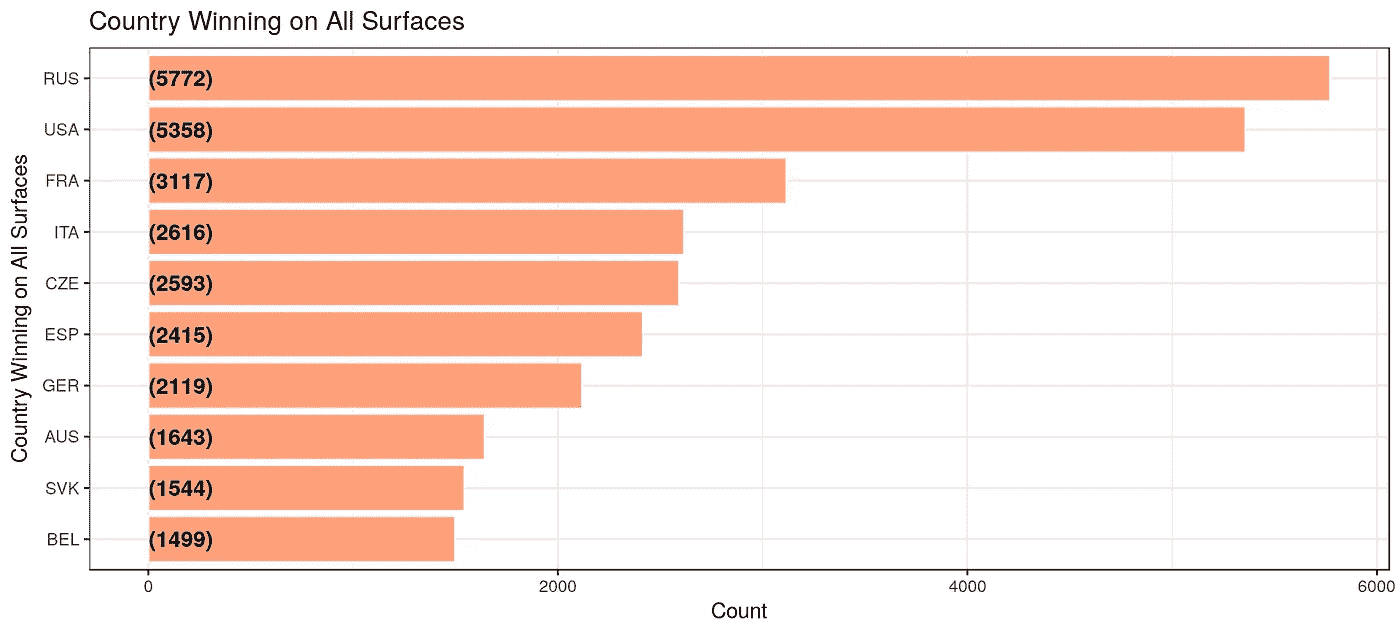 Country Winning on All Surfaces
Country Winning on All Surfaces
RUS (5772)
USA (5358)
FRA (3117)
ITA (2616)
CZE (2593)
ESP (2415)
GER (2119)
AUS (1643)
SVK (1544)
BEL (1499)
0 2000 4000 6000
Count